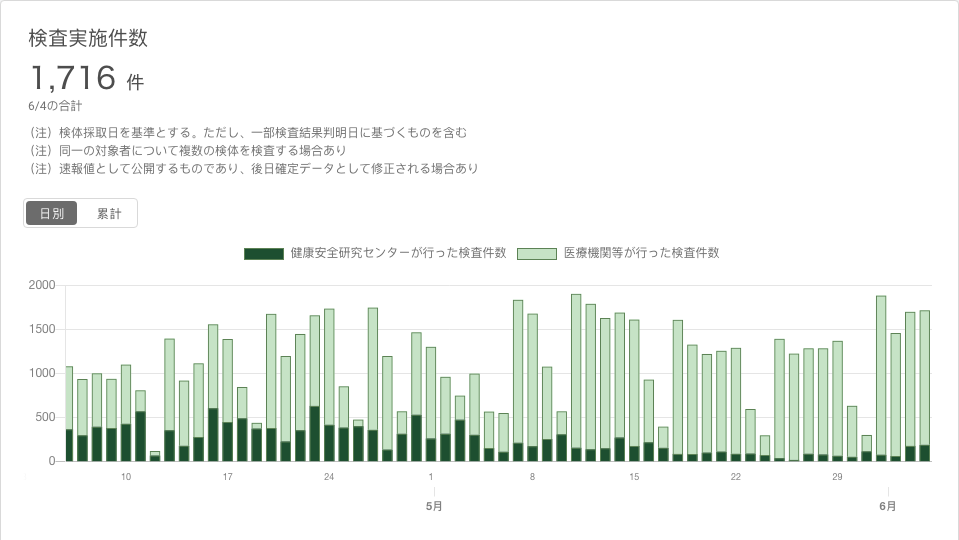 検査実施件数
1,716 件
6/4の合計
（注）検体採取日を基準とする。ただし、一部検査結果判明日に基づくものを含む
（注）同一の対象者について複数の検体を検査する場合あり
（注）速報値として公開するものであり、後日確定データとして修正される場合あり
日別 累計
健康安全研究センターが行った検査件数 医療機関等が行った検査件数
2000
1500
1000
500
0
10 17 24 1 8 15 22 29
5月 6月